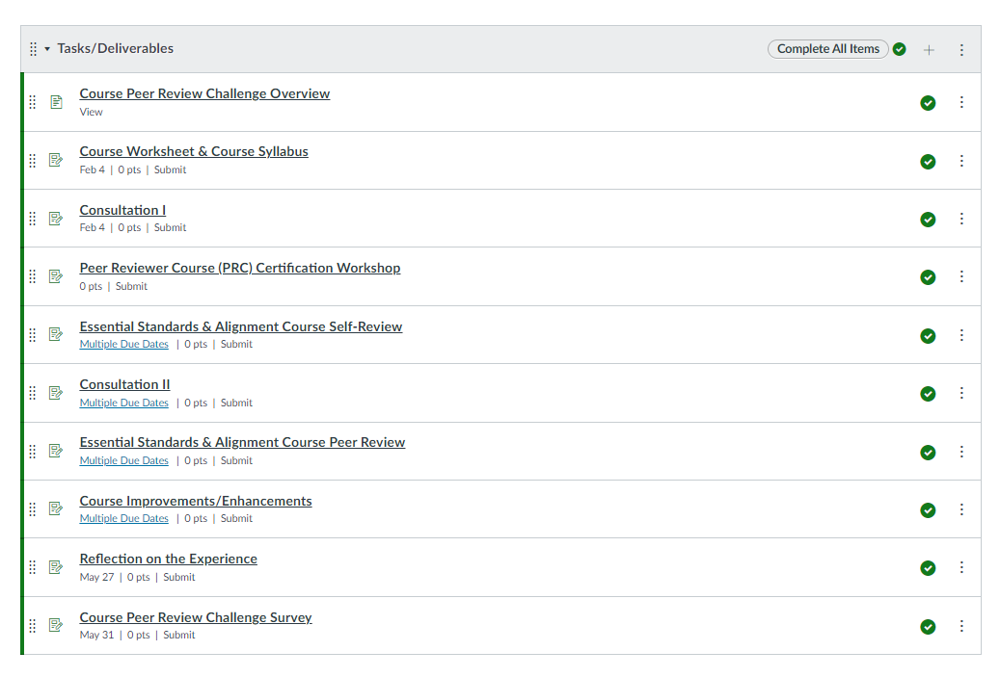 Tasks/Deliverables Complete All Items
Course Peer Review Challenge Overview
View
Course Worksheet & Course Syllabus
Feb 4 | 0 pts | Submit
Consultation I
Feb 4 | 0 pts | Submit
Peer Reviewer Course (PRC) Certification Workshop
0 pts | Submit
Essential Standards & Alignment Course Self-Review
Multiple Due Dates | 0 pts | Submit
Consultation II
Multiple Due Dates | 0 pts | Submit
Essential Standards & Alignment Course Peer Review
Multiple Due Dates | 0 pts | Submit
Course Improvements/Enhancements
Multiple Due Dates | 0 pts | Submit
Reflection on the Experience
May 27 | 0 pts | Submit
Course Peer Review Challenge Survey
May 31 | 0 pts | Submit